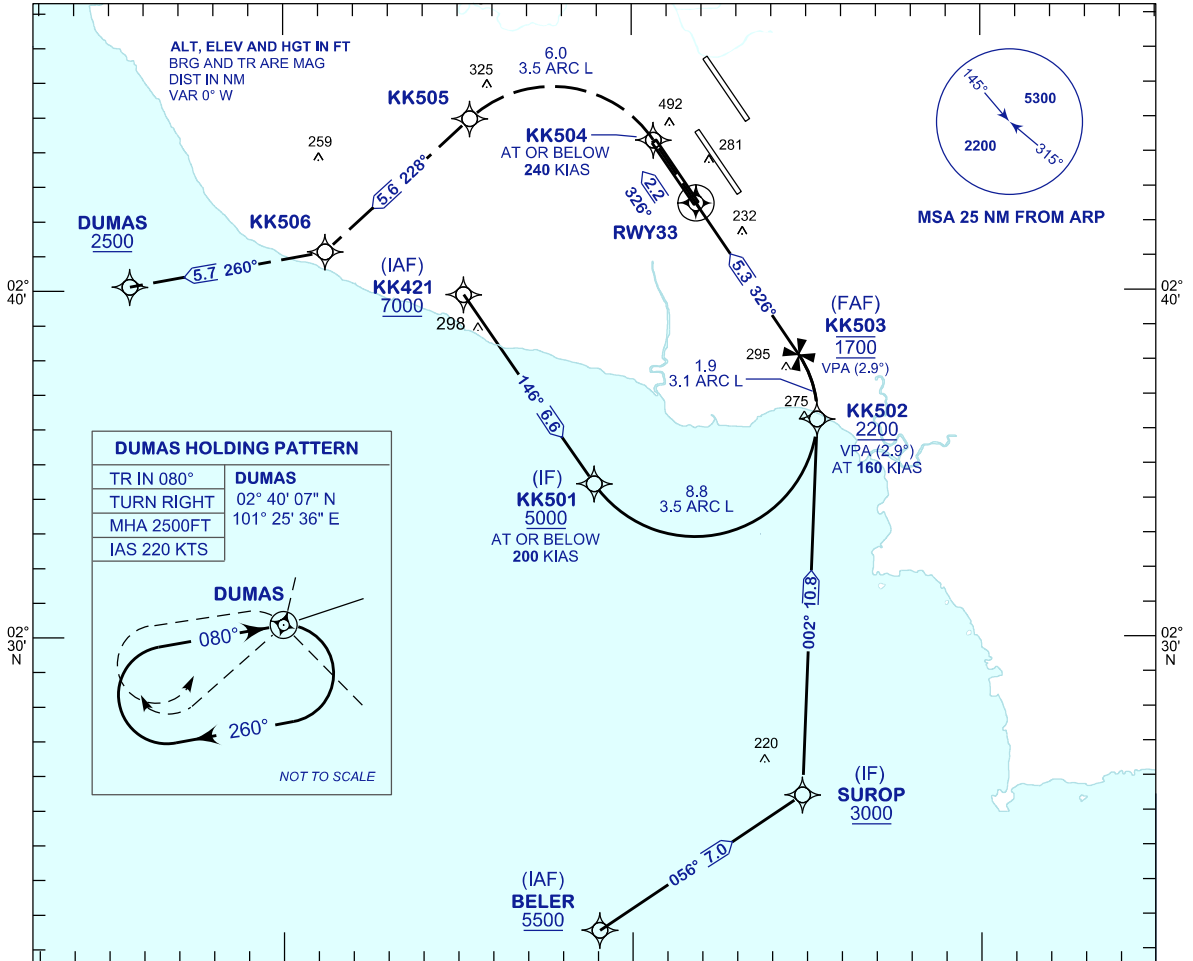 ALT, ELEV AND HGT IN FT
BRG AND TR ARE MAG
DIST IN NM
VAR 0° W
6.0
3.5 ARC L
325
KK505
492
KK504
AT OR BELOW
240 KIAS
281
259
145°
5300
2200
315°
MSA 25 NM FROM ARP
5.6 228°
2.2
326°
RWY33
232
DUMAS
2500
KK506
5.7 260°
(IAF)
KK421
7000
298
5.3 326°
02°
40'
02°
40'
(FAF)
KK503
1700
VPA (2.9°)
295
1.9
3.1 ARC L
275
KK502
2200
VPA (2.9°)
AT 160 KIAS
146° 6.6
(IF)
KK501
5000
AT OR BELOW
200 KIAS
8.8
3.5 ARC L
DUMAS HOLDING PATTERN
TR IN 080°
TURN RIGHT
MHA 2500FT
IAS 220 KTS
DUMAS
02° 40' 07" N
101° 25' 36" E
DUMAS
080°
260°
NOT TO SCALE
002° 10.8
02°
30'
N
02°
30'
N
220
(IF)
SUROP
3000
056° 7.0
(IAF)
BELER
5500